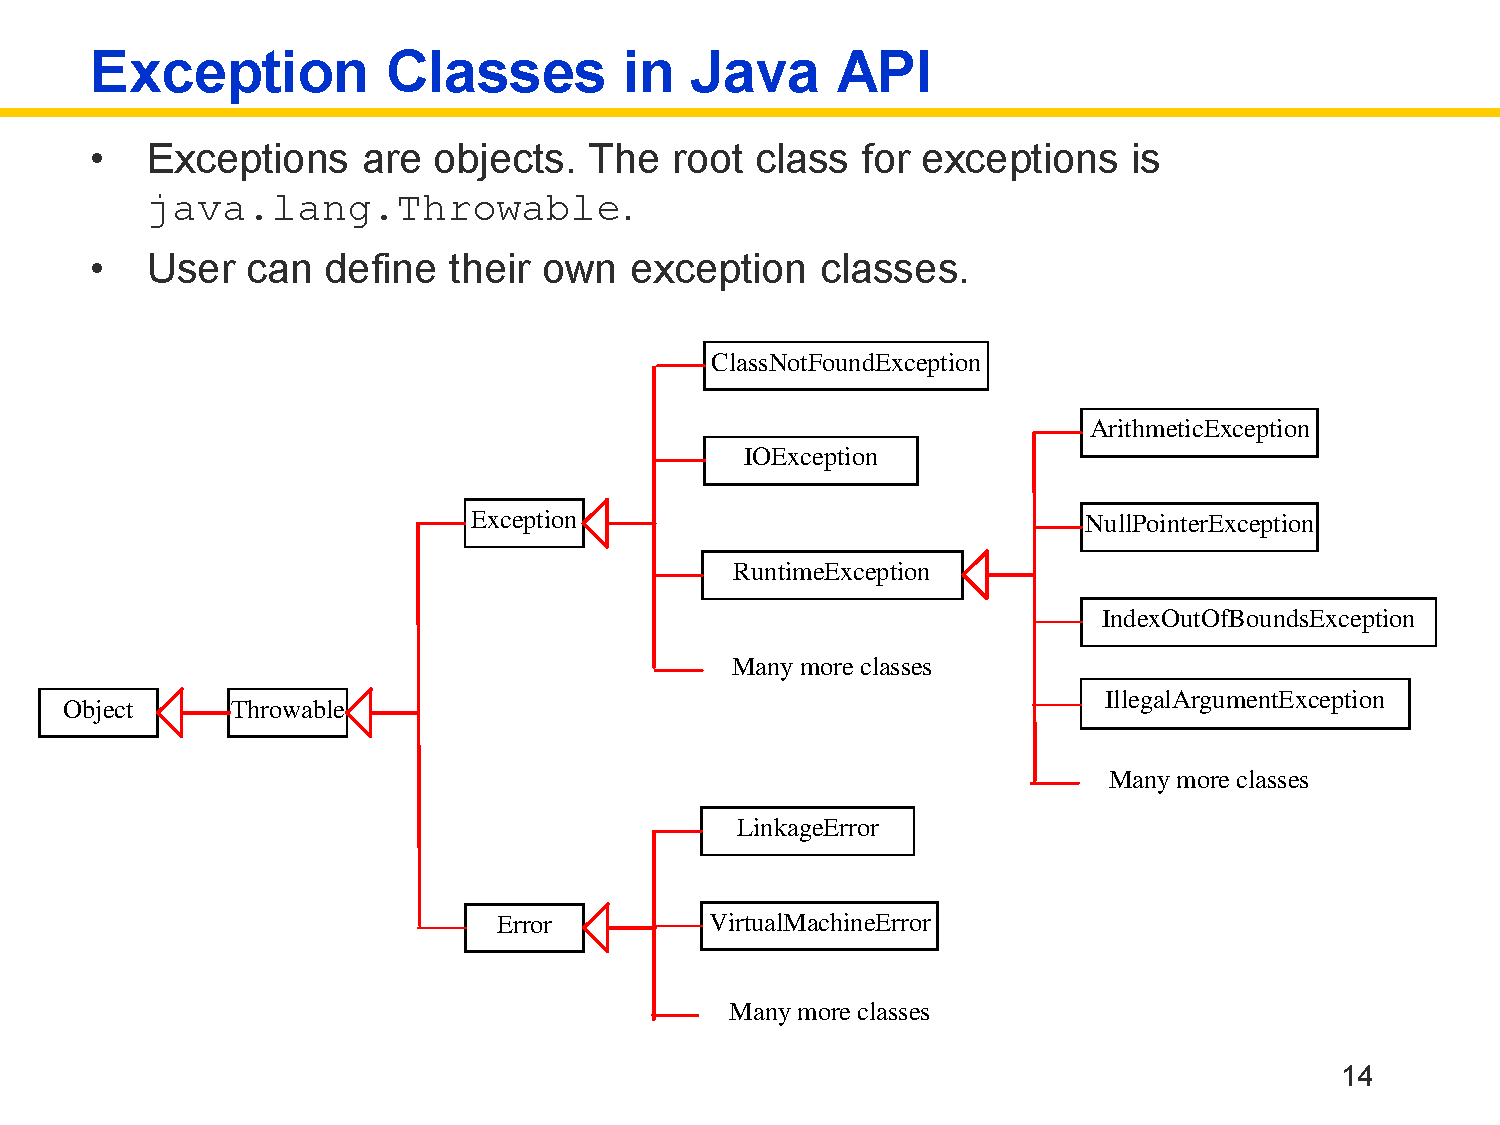 Exception Classes in Java API
• Exceptions are objects. The root class for exceptions is
java.lang.Throwable.
• User can define their own exception classes.
ClassNotFoundException
ArithmeticException
IOException
Exception
NullPointerException
RuntimeException
IndexOutOfBoundsException
Many more classes
Object
Throwable
IllegalArgumentException
Many more classes
LinkageError
Error
VirtualMachineError
Many more classes
14